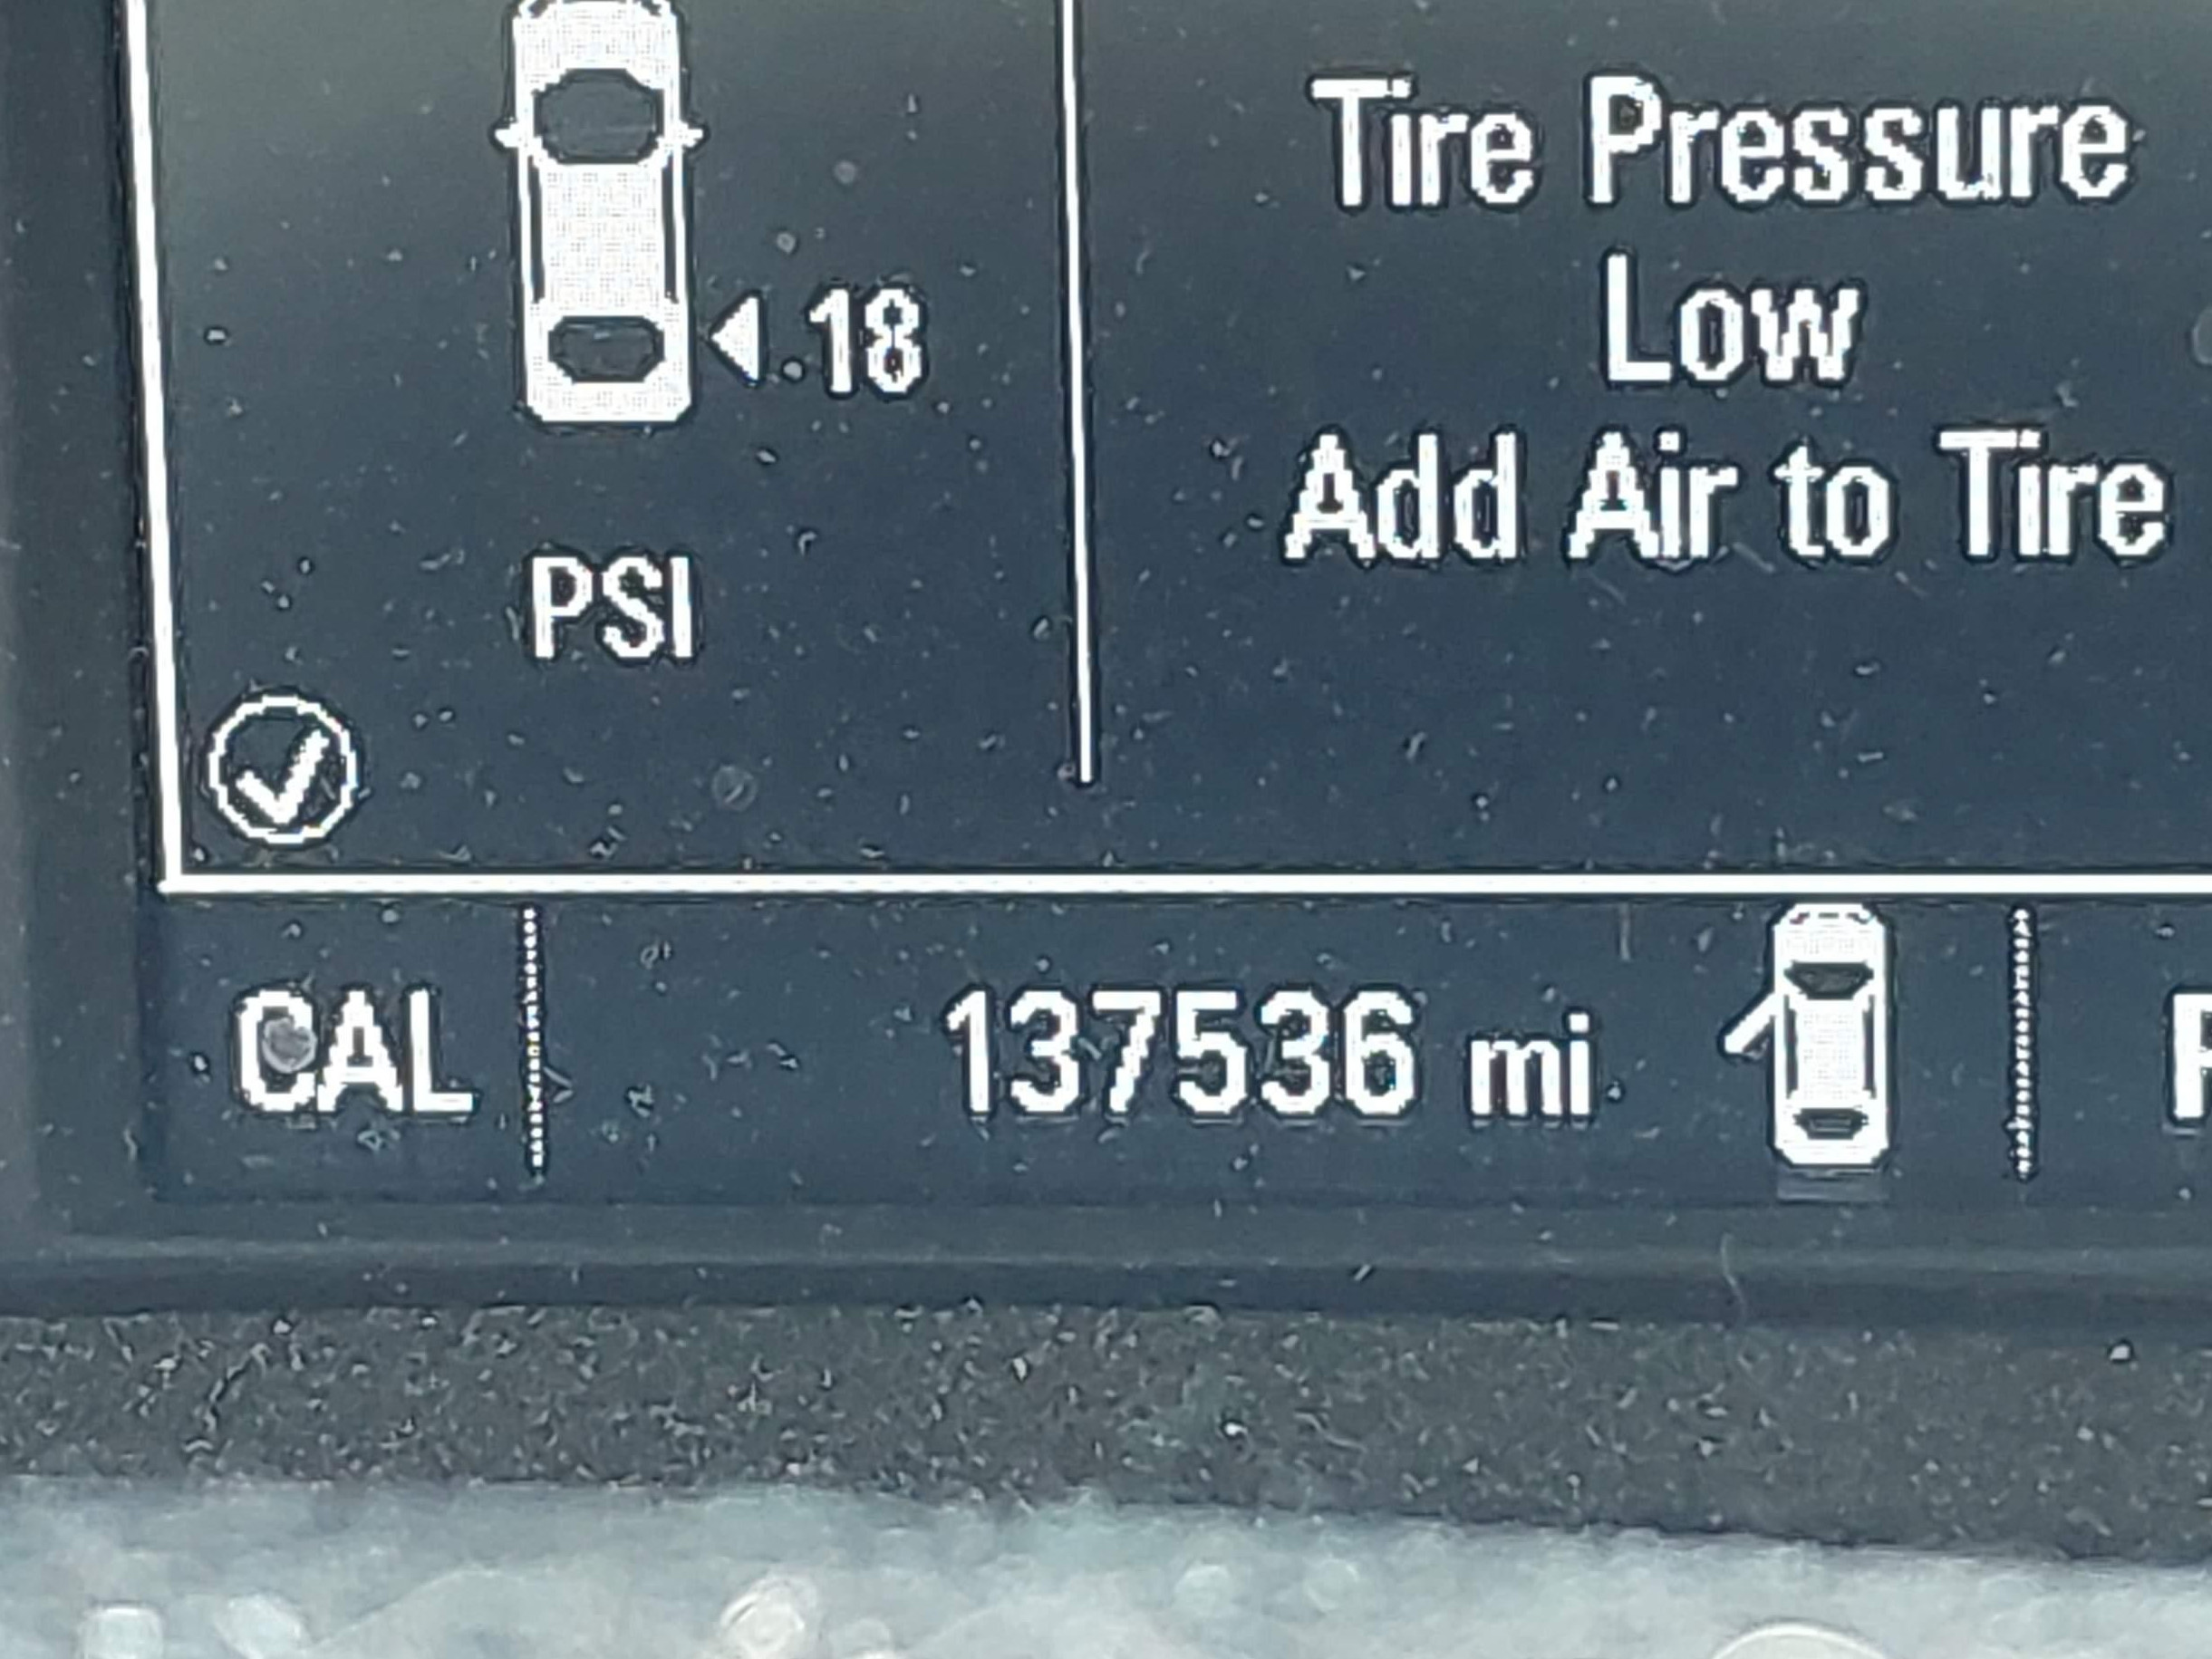 Tire Pressure
Low
Add Air to Tire
18
PSI
CAL
137536 mi